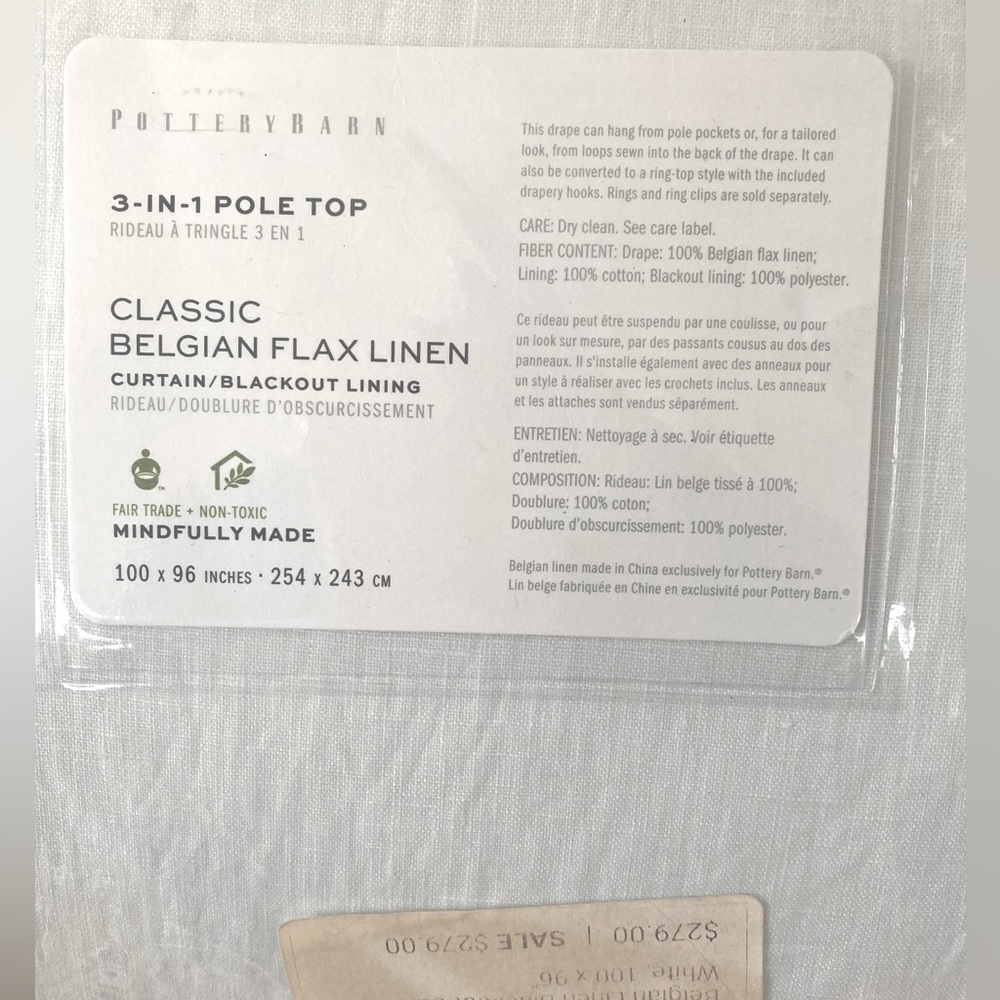 POTTERY BARN
3-IN-1 POLE TOP
RIDEAU À TRINGLE 3 EN 1
CLASSIC
BELGIAN FLAX LINEN
CURTAIN/BLACKOUT LINING
RIDEAU/DOUBLURE D'OBSCURCISSEMENT
FAIR TRADE + NON-TOXIC
MINDFULLY MADE
100 x 96 INCHES · 254 x 243 CM
This drape can hang from pole pockets or, for a tailored
look, from loops sewn into the back of the drape. It can
also be converted to a ring-top style with the included
drapery hooks. Rings and ring clips are sold separately.
CARE: Dry clean. See care label.
FIBER CONTENT: Drape: 100% Belgian flax linen;
Lining: 100% cotton; Blackout lining: 100% polyester.
Ce rideau peut être suspendu par une coulisse, ou pour
un look sur mesure, par des passants cousus au dos des
panneaux. Il s'installe également avec des anneaux pour
un style à réaliser avec les crochets inclus. Les anneaux
et les attaches sont vendus séparément.
ENTRETIEN: Nettoyage à sec. Voir étiquette
d'entretien.
COMPOSITION: Rideau: Lin belge tissé à 100%;
Doublure: 100% coton;
Doublure d'obscurcissement: 100% polyester.
Belgian linen made in China exclusively for Pottery Barn.®
Lin belge fabriquée en Chine en exclusivité pour Pottery Barn.®
Belgian Linen
White, 100 x 96"
$279.00 | SALE $279.00